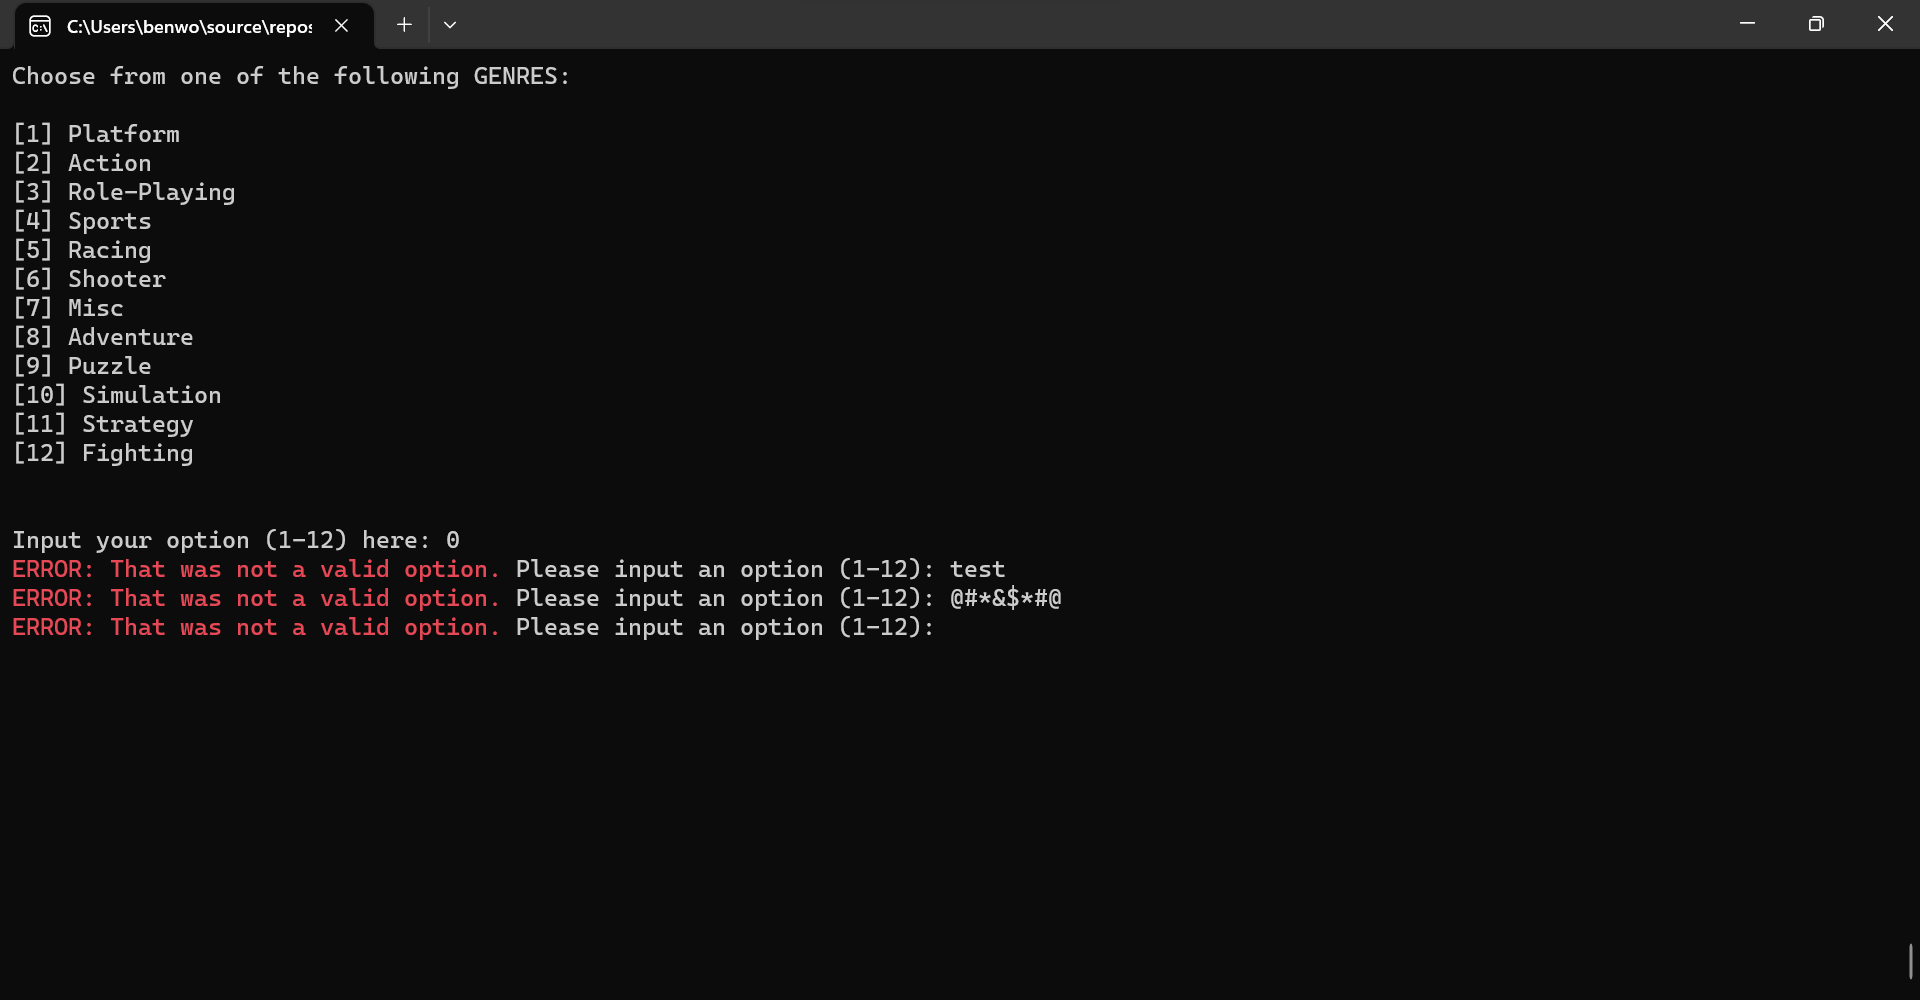 C:\Users\benwo\source\repos
Choose from one of the following GENRES:
[1] Platform
[2] Action
[3] Role-Playing
[4] Sports
[5] Racing
[6] Shooter
[7] Misc
[8] Adventure
[9] Puzzle
[10] Simulation
[11] Strategy
[12] Fighting
Input your option (1-12) here: 0
ERROR: That was not a valid option. Please input an option (1-12): test
ERROR: That was not a valid option. Please input an option (1-12): @#*&$*#@
ERROR: That was not a valid option. Please input an option (1-12):